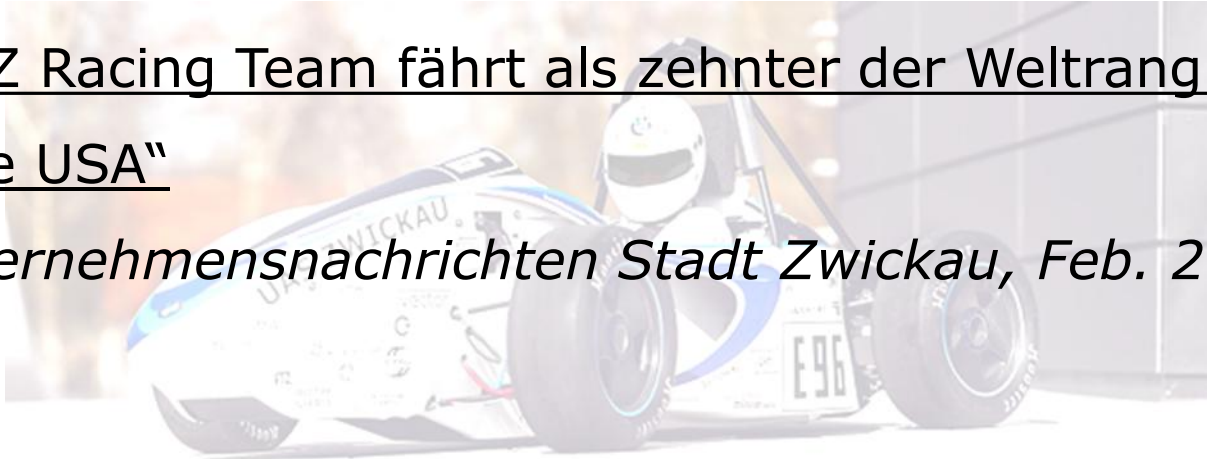 Z Racing Team fährt als zehnter der Weltrang
e USA“
ernehmensnachrichten Stadt Zwickau, Feb. 2
ZWICKAU
E96